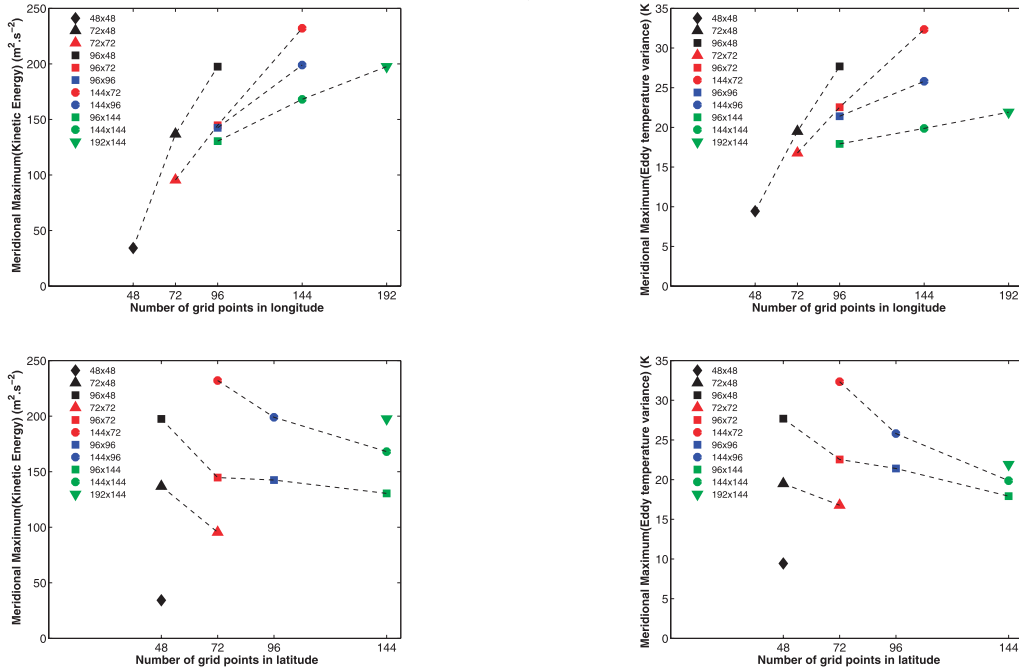 Meridional Maximum(Kinetic Energy) (m².s⁻²)
250
200
150
100
50
0
48x48
72x48
72x72
96x48
96x72
96x96
144x72
144x96
96x144
144x144
192x144
48 72 96 144 192
Number of grid points in longitude
Meridional Maximum(Eddy temperature variance) (K
35
30
25
20
15
10
5
0
48x48
72x48
96x48
72x72
96x72
144x72
96x96
144x96
96x144
144x144
192x144
48 72 96 144 192
Number of grid points in longitude
Meridional Maximum(Kinetic Energy) (m².s⁻²)
250
200
150
100
50
0
48x48
72x48
96x48
72x72
96x72
144x72
96x96
144x96
96x144
144x144
192x144
48 72 96 144
Number of grid points in latitude
Meridional Maximum(Eddy temperature variance) (K
35
30
25
20
15
10
5
0
48x48
72x48
96x48
72x72
96x72
144x72
96x96
144x96
96x144
144x144
192x144
48 72 96 144
Number of grid points in latitude